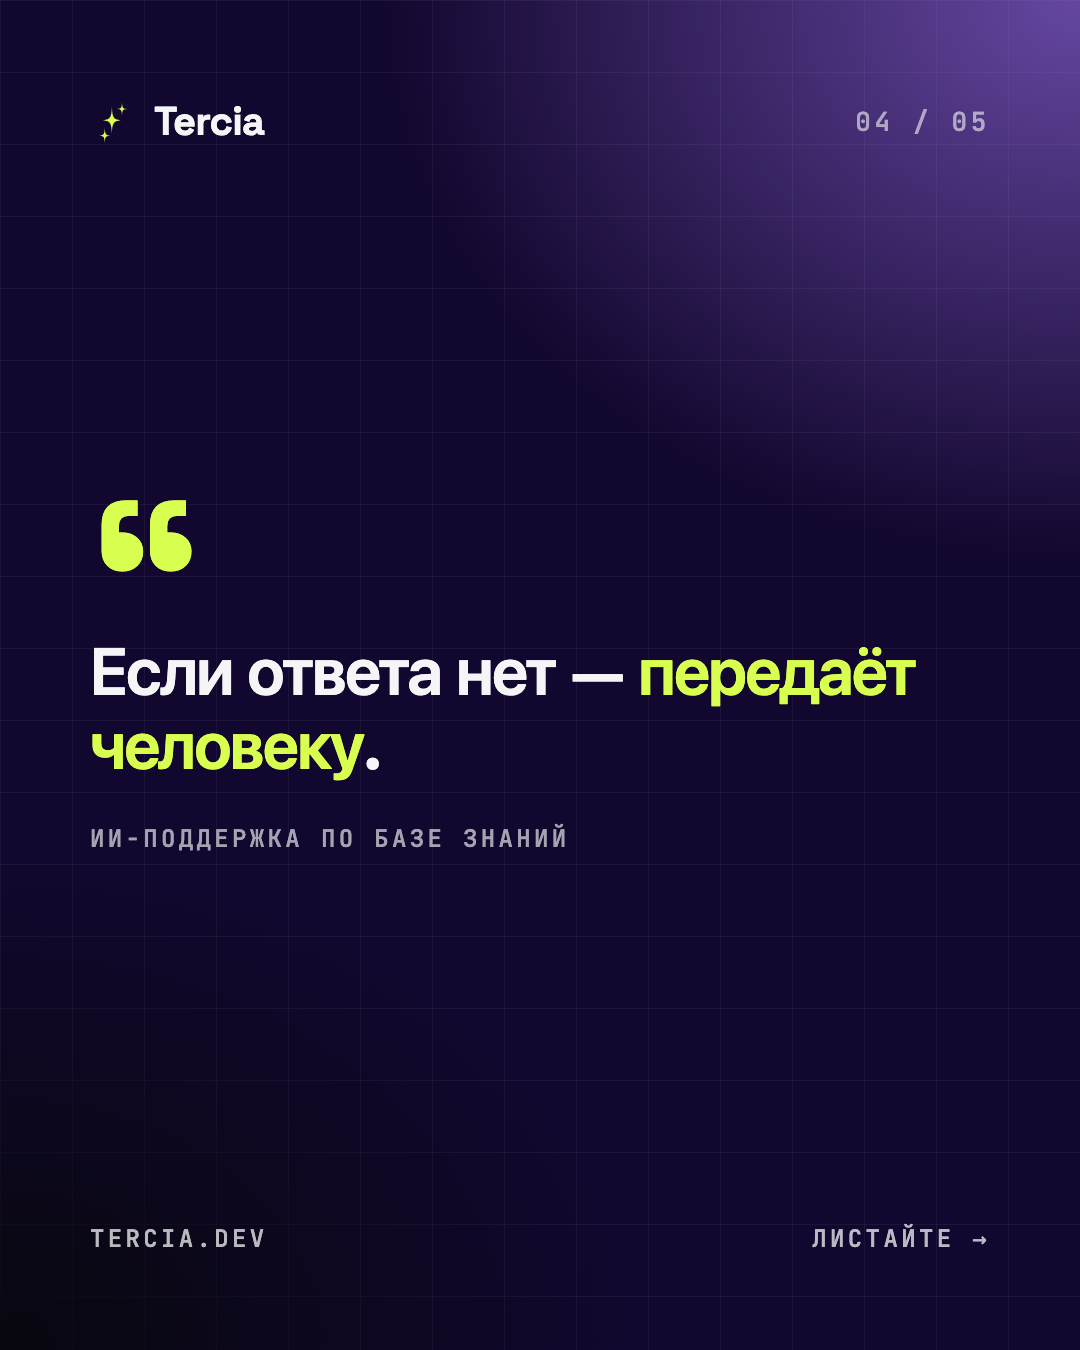 Tercia
04 / 05
“
Если ответа нет — передаёт
человеку.
ИИ-ПОДДЕРЖКА ПО БАЗЕ ЗНАНИЙ
TERCIA.DEV
ЛИСТАЙТЕ →